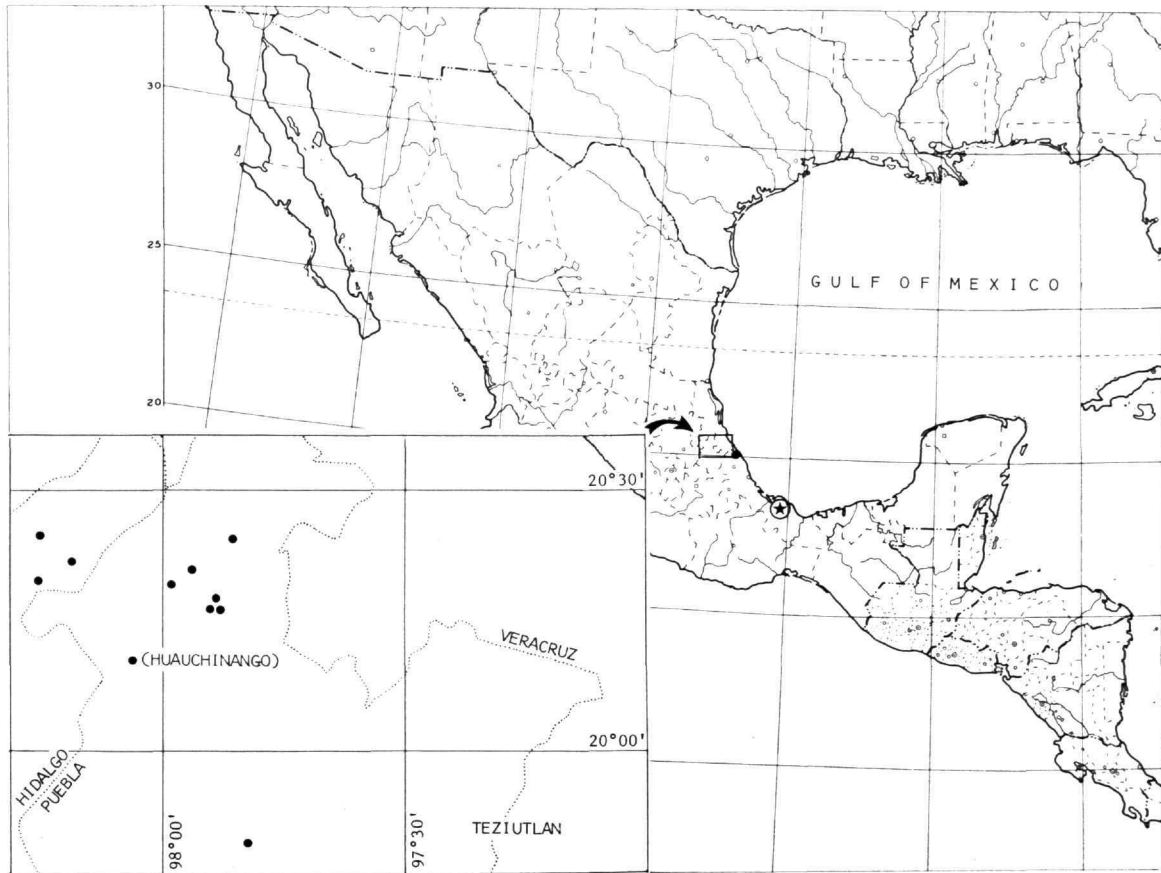 30
25
GULF OF MEXICO
20
20°30'
(HUAUCHINANGO)
VERACRUZ
20°00'
HIDALGO
PUEBLA
98°00'
97°30'
TEZIUTLAN